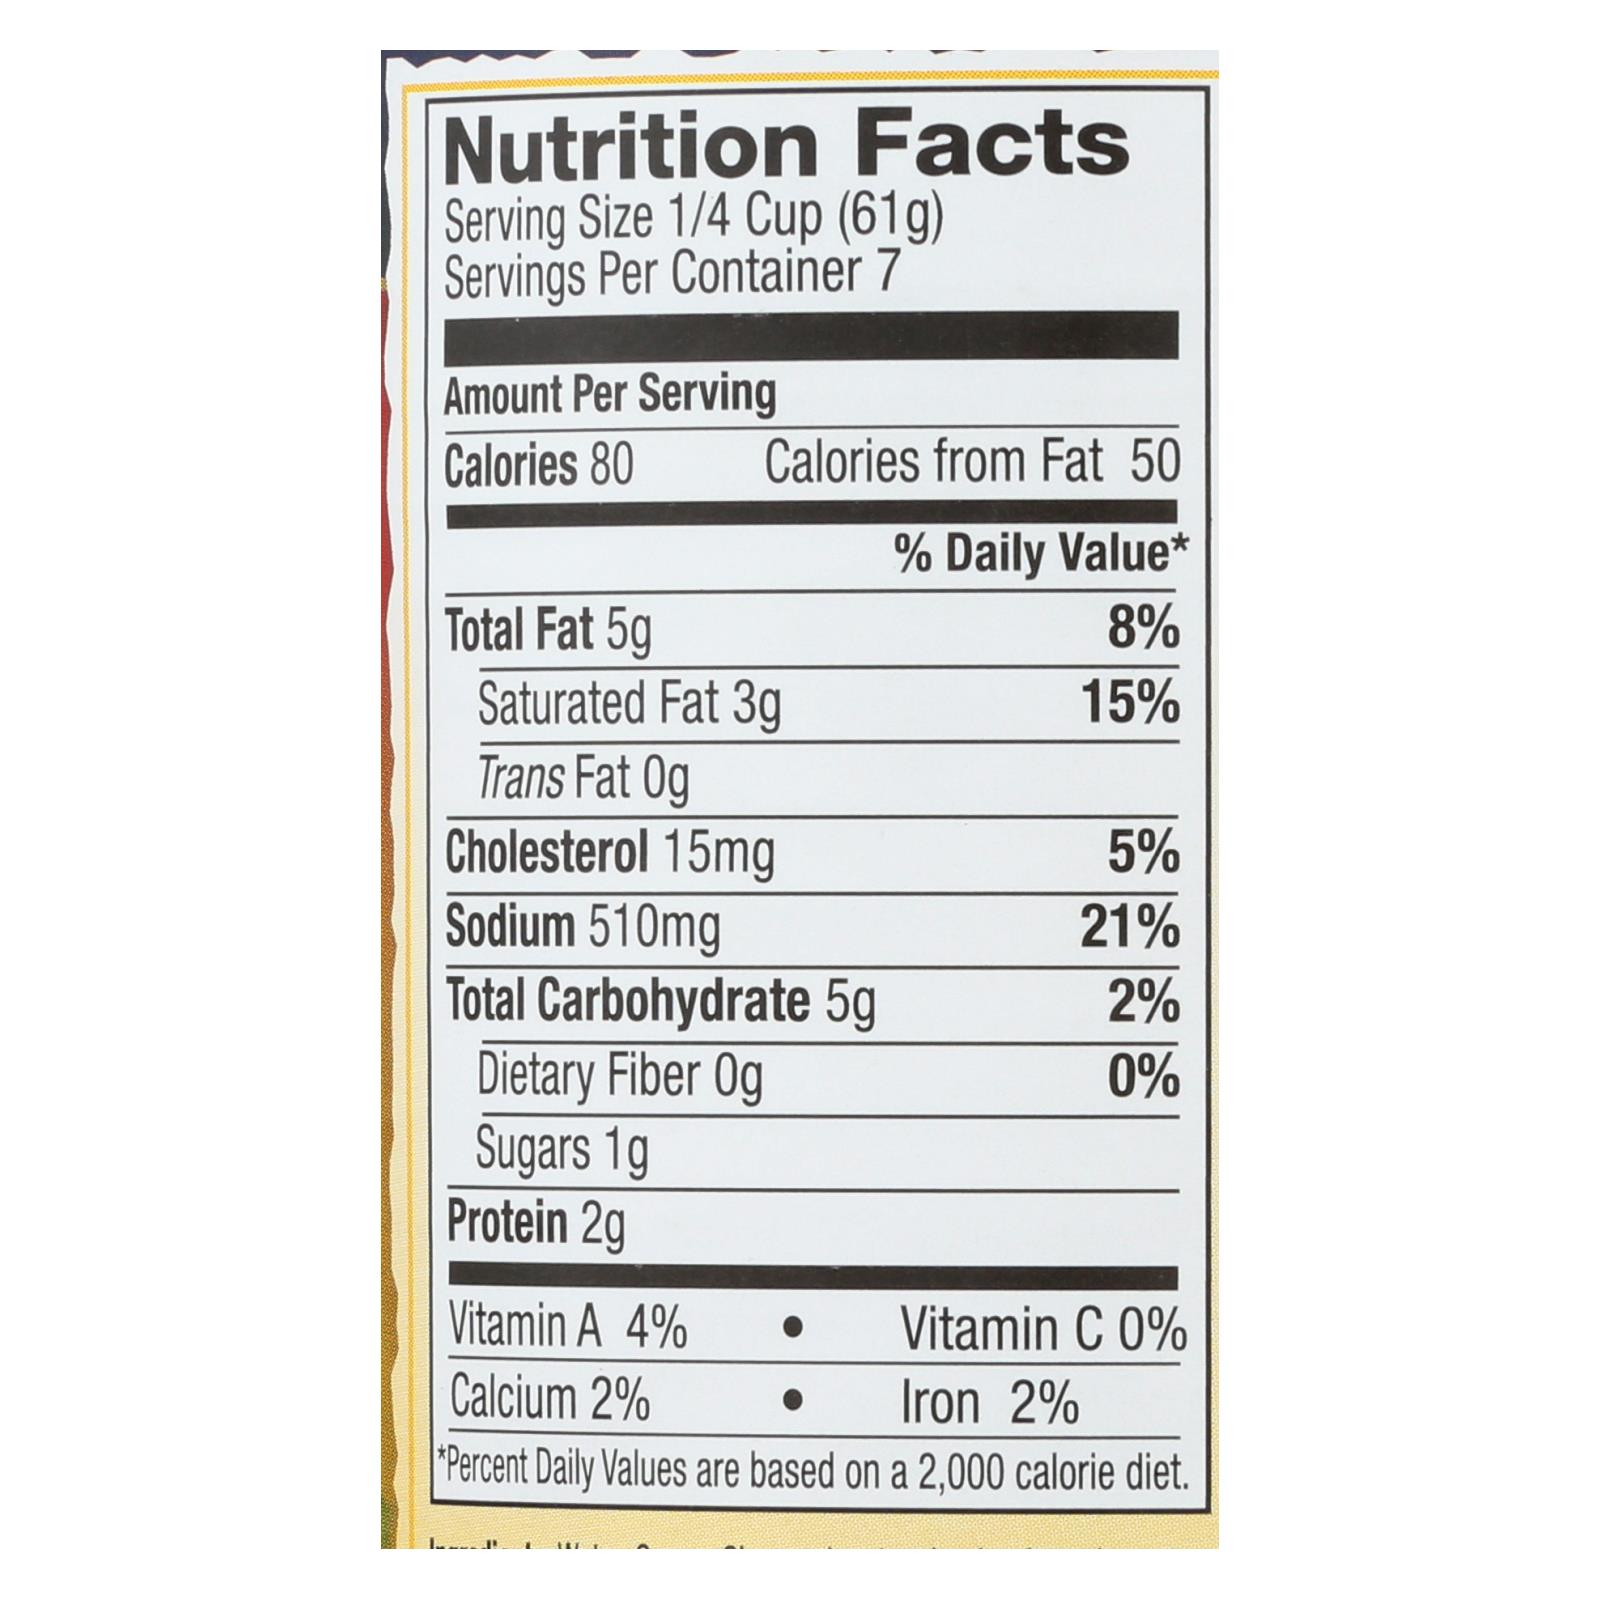 Nutrition Facts
Serving Size 1/4 Cup (61g)
Servings Per Container 7
Amount Per Serving
Calories 80 Calories from Fat 50
% Daily Value*
Total Fat 5g 8%
Saturated Fat 3g 15%
Trans Fat 0g
Cholesterol 15mg 5%
Sodium 510mg 21%
Total Carbohydrate 5g 2%
Dietary Fiber 0g 0%
Sugars 1g
Protein 2g
Vitamin A 4% • Vitamin C 0%
Calcium 2% • Iron 2%
*Percent Daily Values are based on a 2,000 calorie diet.